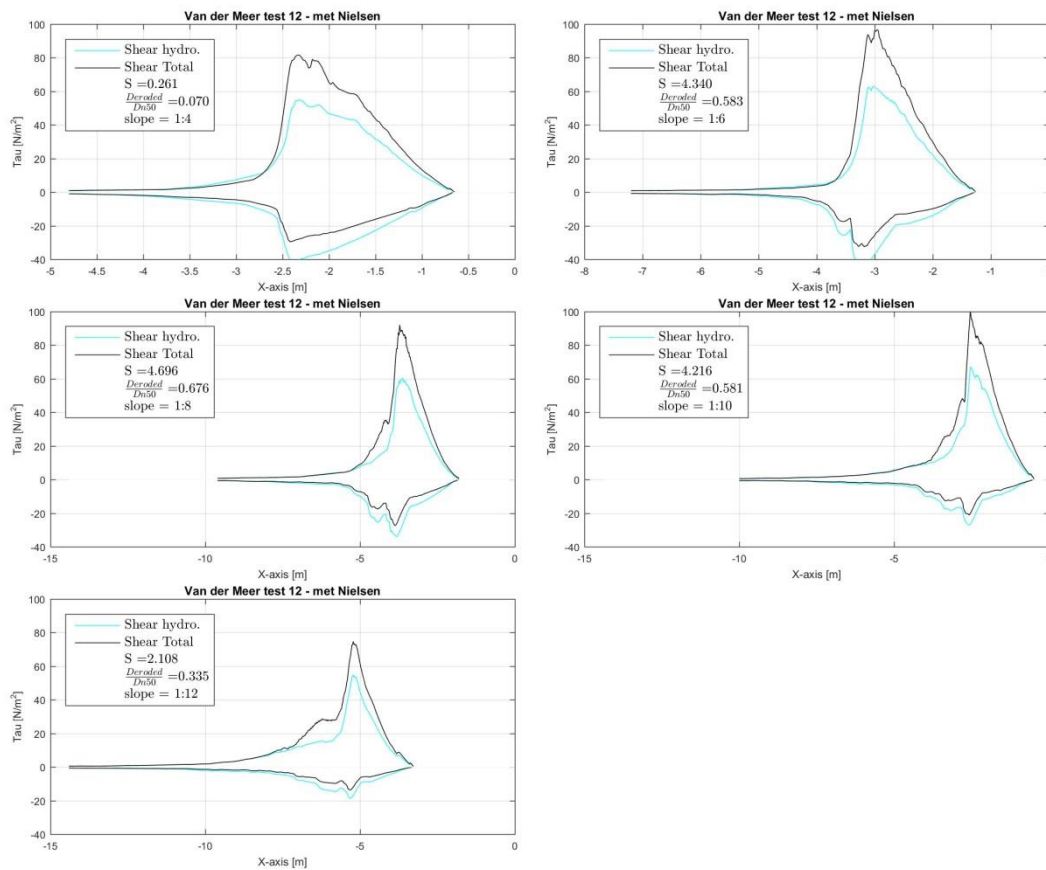 Van der Meer test 12 - met Nielsen
100
80
60
40
20
0
-20
-40
Tau [N/m²]
Shear hydro.
Shear Total
S =0.261
Deroded/Dn50 =0.070
slope = 1:4
-5 -4.5 -4 -3.5 -3 -2.5 -2 -1.5 -1 -0.5 0
X-axis [m]
Van der Meer test 12 - met Nielsen
100
80
60
40
20
0
-20
-40
Tau [N/m²]
Shear hydro.
Shear Total
S =4.340
Deroded/Dn50 =0.583
slope = 1:6
-8 -7 -6 -5 -4 -3 -2 -1 0
X-axis [m]
Van der Meer test 12 - met Nielsen
100
80
60
40
20
0
-20
-40
Tau [N/m²]
Shear hydro.
Shear Total
S =4.696
Deroded/Dn50 =0.676
slope = 1:8
-15 -10 -5 0
X-axis [m]
Van der Meer test 12 - met Nielsen
100
80
60
40
20
0
-20
-40
Tau [N/m²]
Shear hydro.
Shear Total
S =4.216
Deroded/Dn50 =0.581
slope = 1:10
-15 -10 -5
X-axis [m]
Van der Meer test 12 - met Nielsen
100
80
60
40
20
0
-20
-40
Tau [N/m²]
Shear hydro.
Shear Total
S =2.108
Deroded/Dn50 =0.335
slope = 1:12
-15 -10 -5 0
X-axis [m]